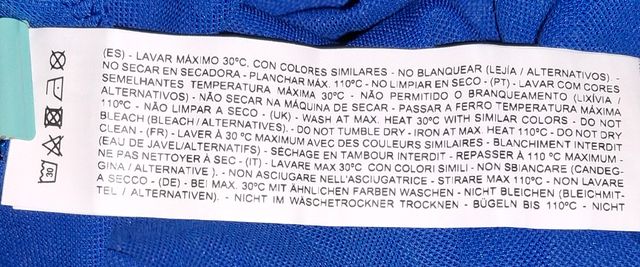 (ES) - LAVAR MÁXIMO 30ºC, CON COLORES SIMILARES - NO BLANQUEAR (LEJÍA / ALTERNATIVOS) -
NO SECAR EN SECADORA - PLANCHAR MÁX. 110ºC - NO LIMPIAR EN SECO - (PT) - LAVAR COM CORES
SEMELHANTES TEMPERATURA MÁXIMA 30ºC - NÃO PERMITIDO O BRANQUEAMENTO (LIXÍVIA /
ALTERNATIVOS) - NÃO SECAR NA MÁQUINA DE SECAR - PASSAR A FERRO TEMPERATURA MÁXIMA
110ºC - NÃO LIMPAR A SECO - (UK) - WASH AT MAX. HEAT 30ºC WITH SIMILAR COLORS - DO NOT
BLEACH (BLEACH / ALTERNATIVES). - DO NOT TUMBLE DRY - IRON AT MAX. HEAT 110ºC - DO NOT DRY
CLEAN - (FR) - LAVER À 30 ºC MAXIMUM AVEC DES COULEURS SIMILAIRES - BLANCHIMENT INTERDIT
(EAU DE JAVEL/ALTERNATIFS) - SÉCHAGE EN TAMBOUR INTERDIT - REPASSER À 110 ºC MAXIMUM -
NE PAS NETTOYER À SEC - (IT) - LAVARE MAX 30ºC CON COLORI SIMILI - NON SBIANCARE (CANDEG-
GINA / ALTERNATIVE) - NON ASCIUGARE NELL'ASCIUGATRICE - STIRARE MAX 110ºC - NON LAVARE
A SECCO - (DE) - BEI MAX. 30ºC MIT ÄHNLICHEN FARBEN WASCHEN - NICHT BLEICHEN (BLEICHMIT-
TEL / ALTERNATIVEN). - NICHT IM WÄSCHETROCKNER TROCKNEN - BÜGELN BIS 110ºC - NICHT
30